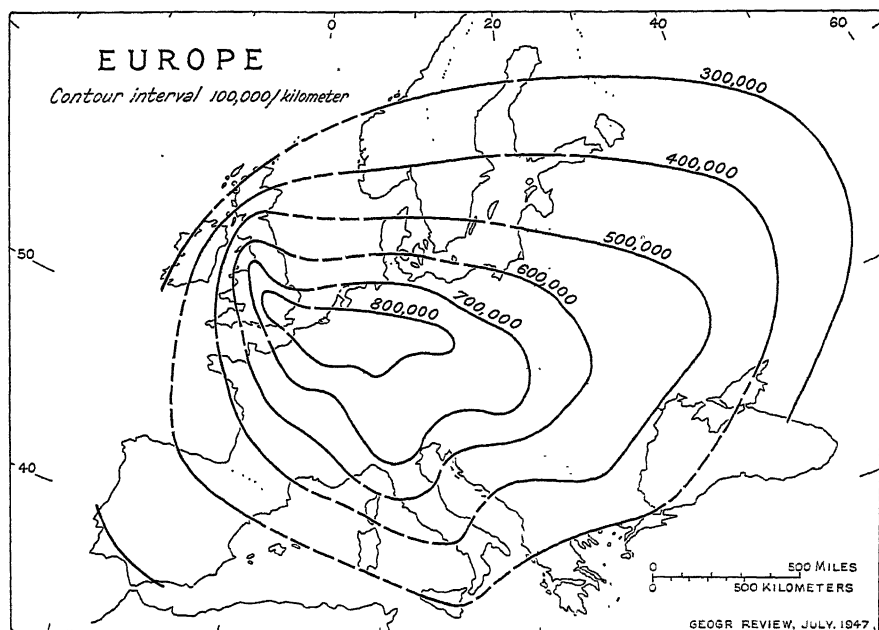 0 20 40 60
EUROPE
Contour interval 100,000/kilometer
300,000
400,000
500,000
50
600,000
700,000
800,000
40
0 500 MILES
0 500 KILOMETERS
GEOGR REVIEW, JULY, 1947